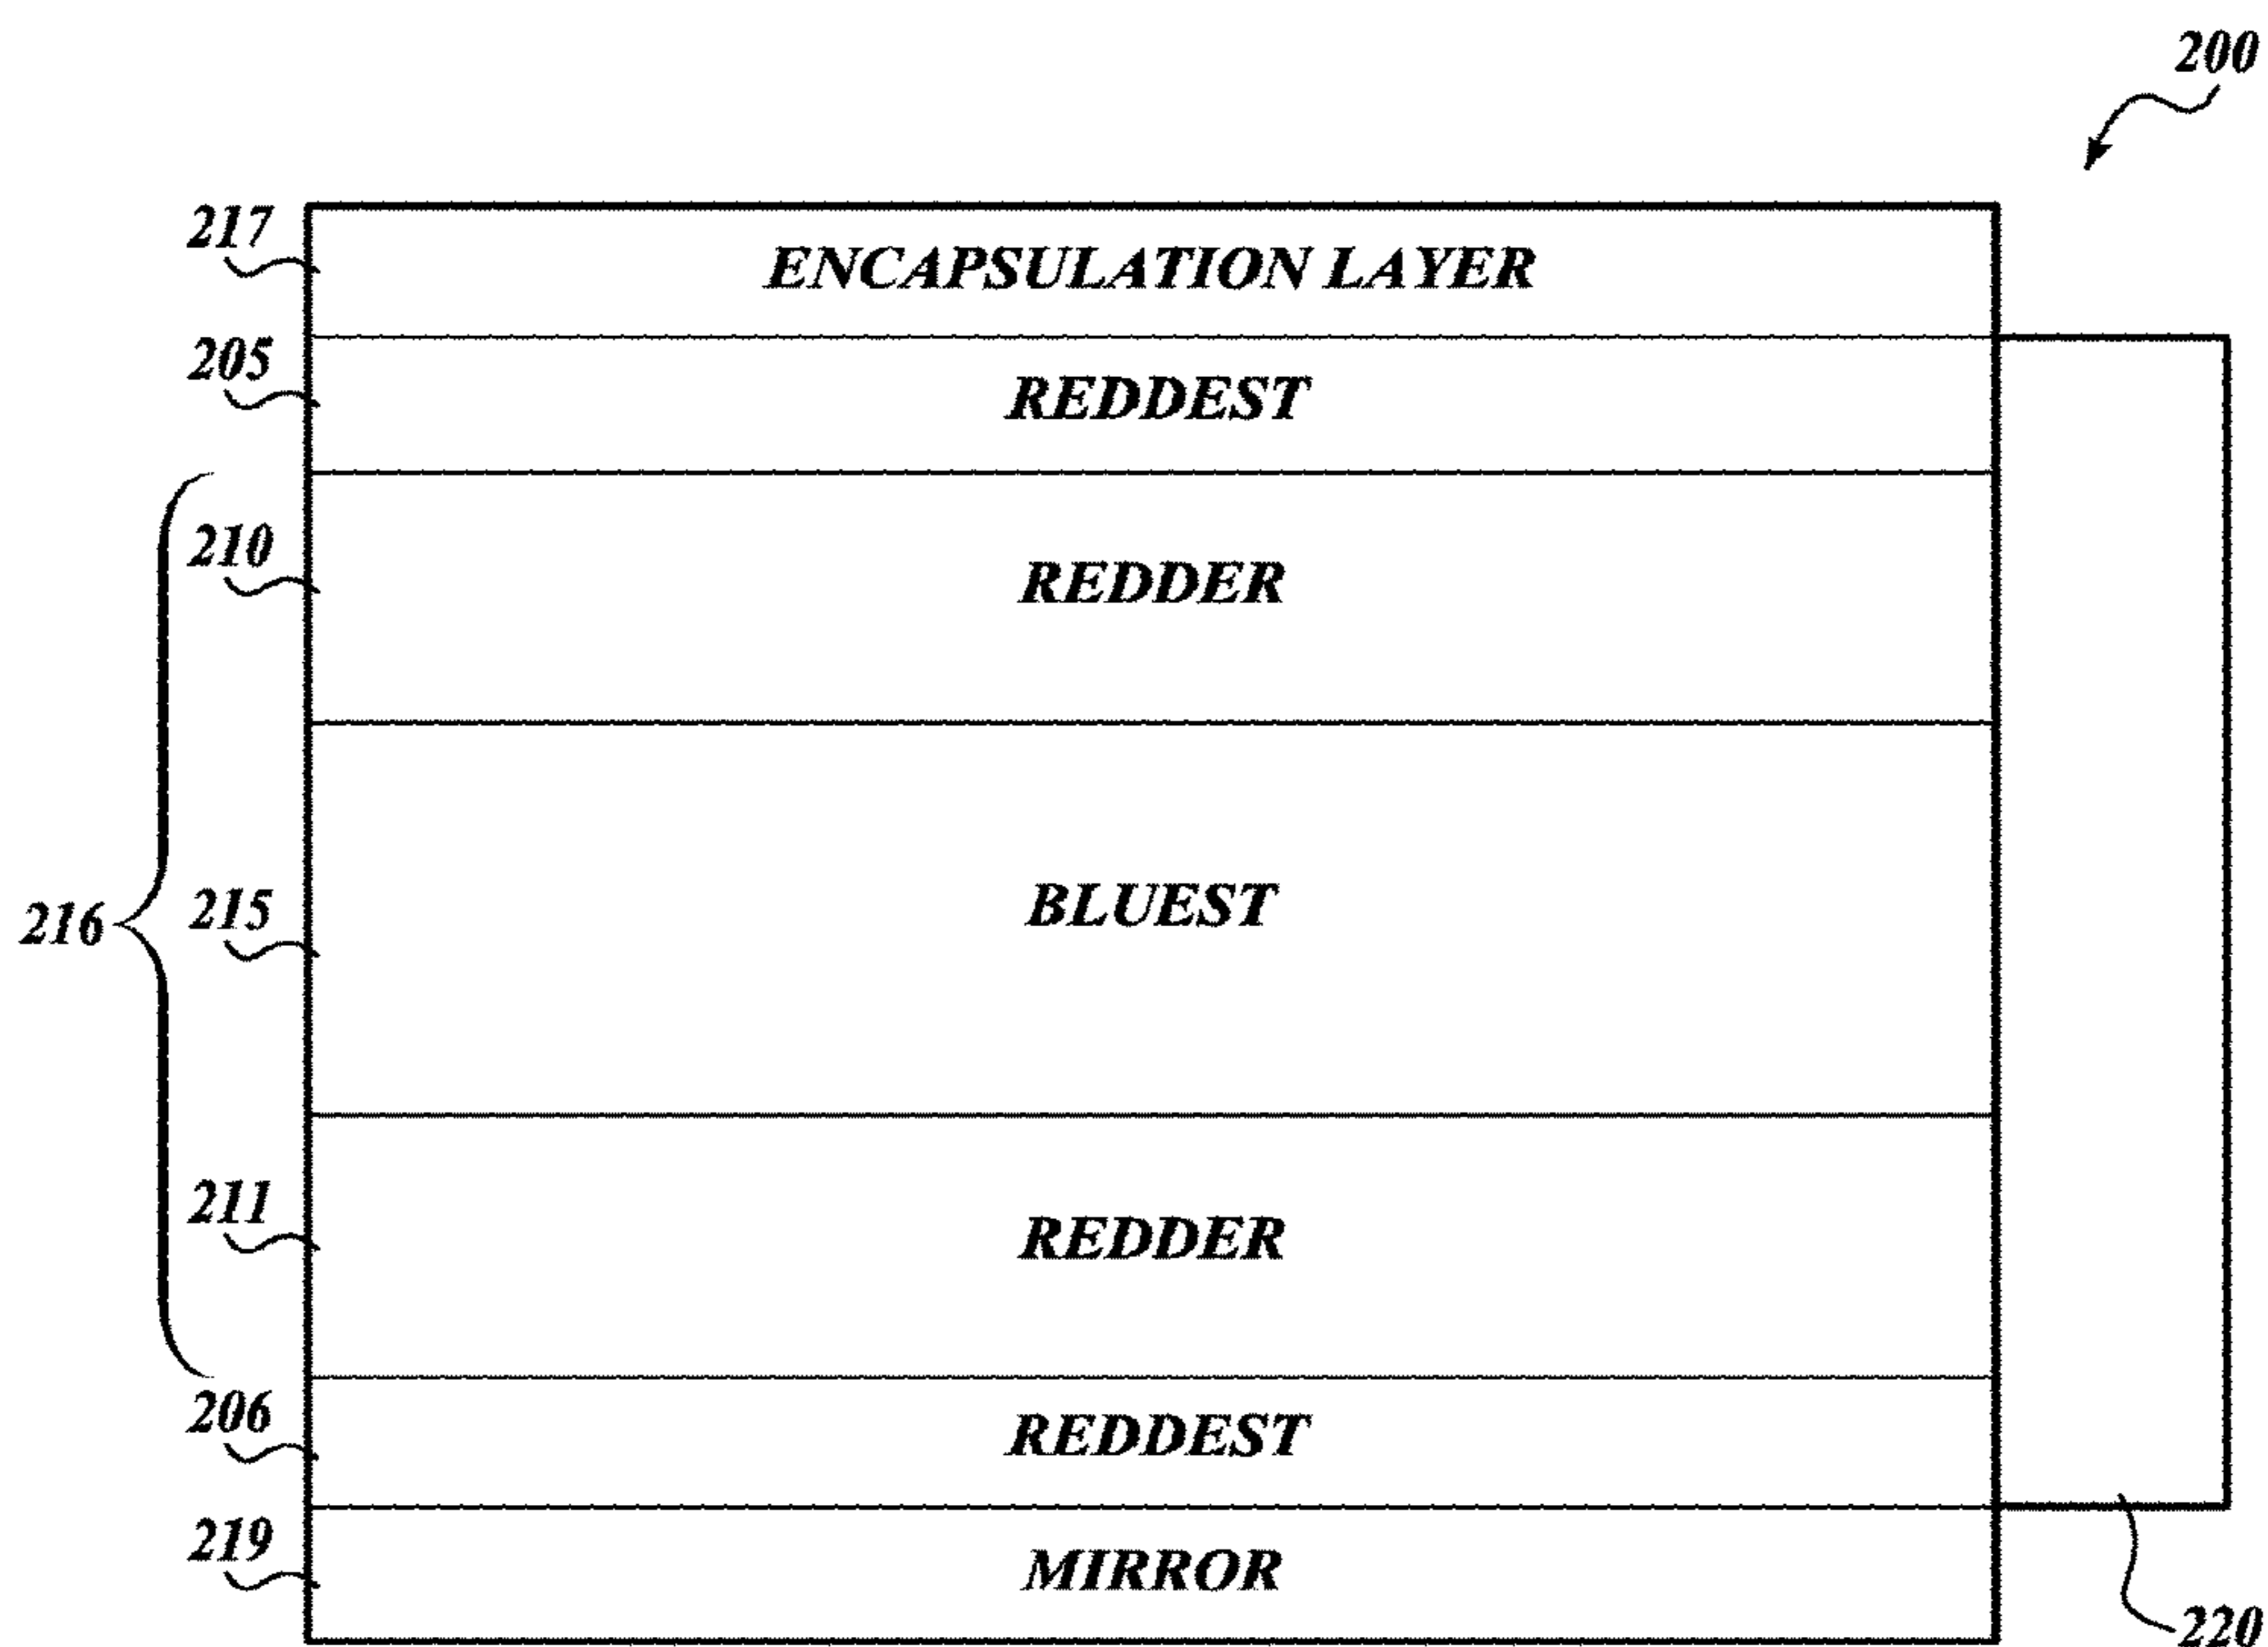 200
217
ENCAPSULATION LAYER
205
REDDEST
210
REDDER
216
215
BLUEST
211
REDDER
206
REDDEST
219
MIRROR
220